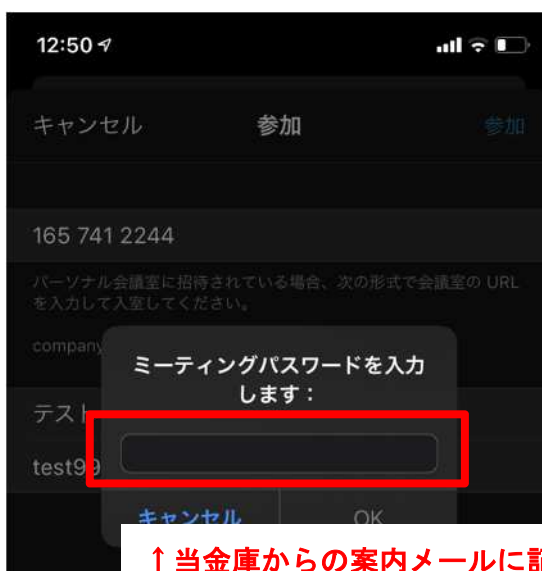 12:50
キャンセル 参加 参加
165 741 2244
パーソナル会議室に招待されている場合、次の形式で会議室の URL
を入力して入室してください。
company
ミーティングパスワードを入力
します：
テスト
test99
キャンセル OK
↑当金庫からの案内メールに